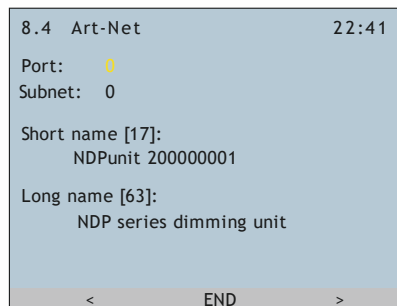 8.4 Art-Net 22:41
Port: 0
Subnet: 0
Short name [17]:
NDPunit 200000001
Long name [63]:
NDP series dimming unit
< END >